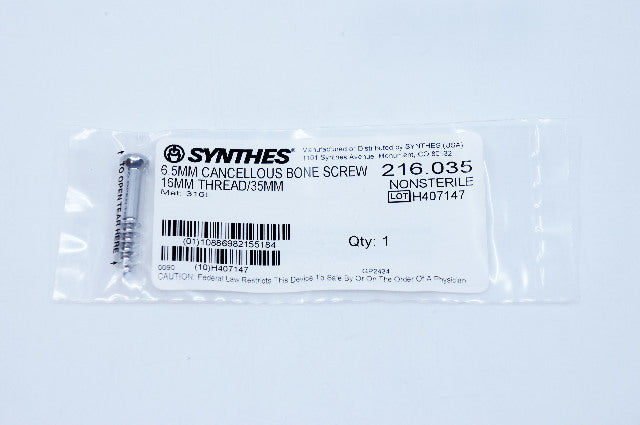 SYNTHES®
Manufactured or Distributed by SYNTHES (USA)
1101 Synthes Avenue, Monument, CO 80132
6.5MM CANCELLOUS BONE SCREW
16MM THREAD/35MM
Mat: 316L
216.035
NONSTERILE
LOT H407147
(01)10886982155184
Qty: 1
0090 (10)H407147
GP2424
CAUTION: Federal Law Restricts This Device To Sale By Or On The Order Of A Physician.
TO OPEN TEAR HERE